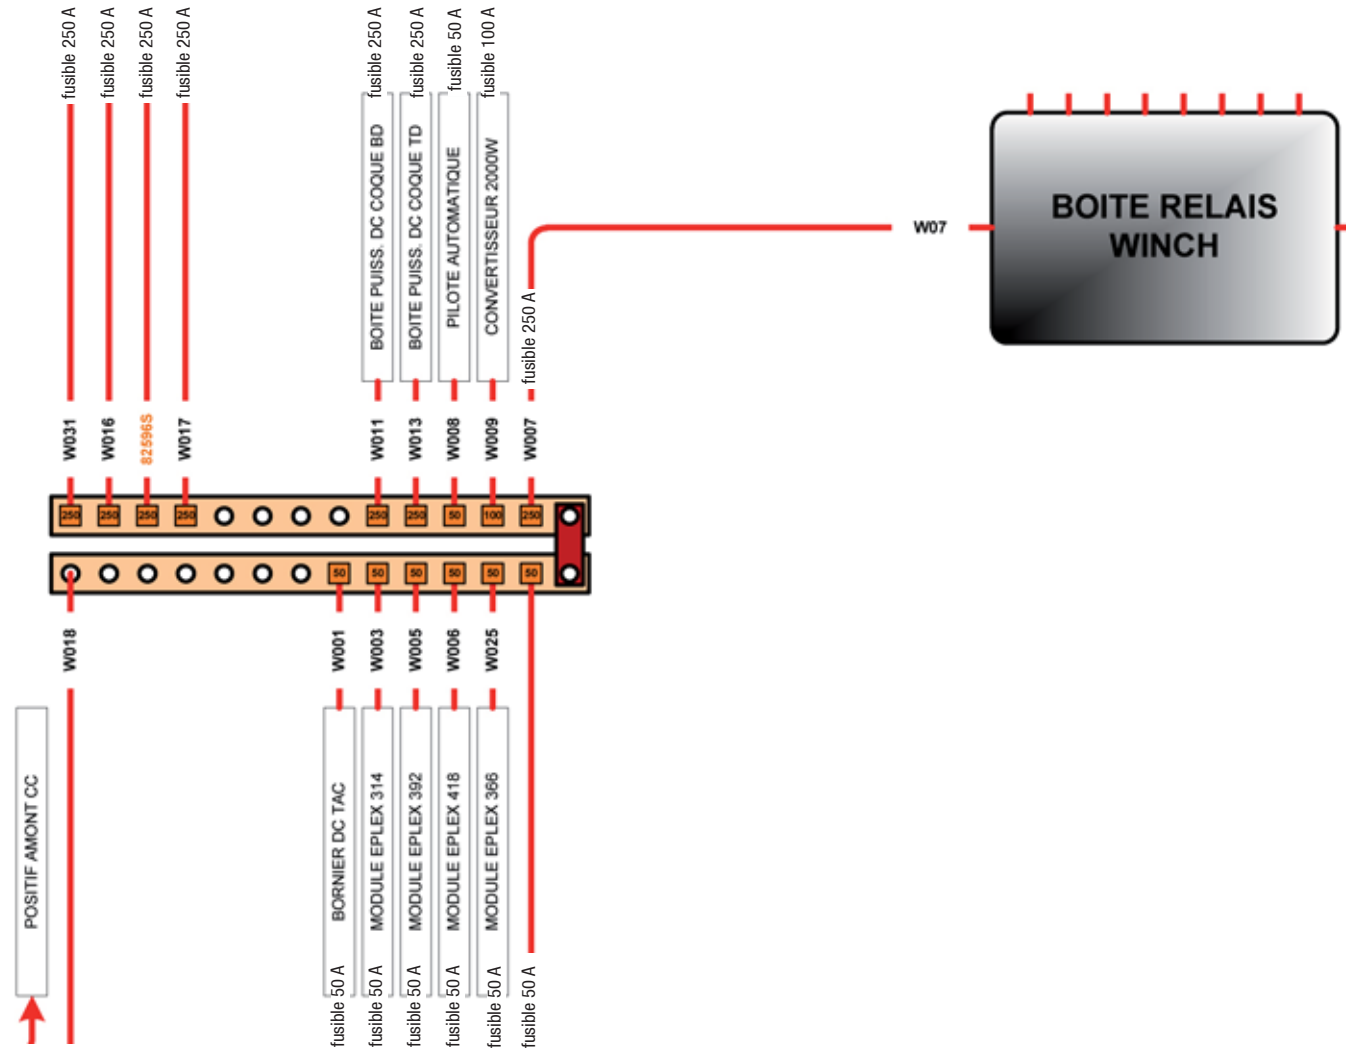 fusible 250 A
fusible 250 A
fusible 250 A
fusible 250 A
fusible 250 A
fusible 250 A
fusible 50 A
fusible 100 A
BOITE PUISS. DC COQUE BD
BOITE PUISS. DC COQUE TD
PILOTE AUTOMATIQUE
CONVERTISSEUR 2000W
fusible 250 A
W07
BOITE RELAIS
WINCH
W031
W016
82596S
W017
W011
W013
W008
W009
W007
250
250
250
250
250
250
50
100
250
50
50
50
50
50
50
W018
W001
W003
W005
W006
W025
POSITIF AMONT CC
BORNIER DC TAC
MODULE EPLEX 314
MODULE EPLEX 392
MODULE EPLEX 418
MODULE EPLEX 366
fusible 50 A
fusible 50 A
fusible 50 A
fusible 50 A
fusible 50 A
fusible 50 A